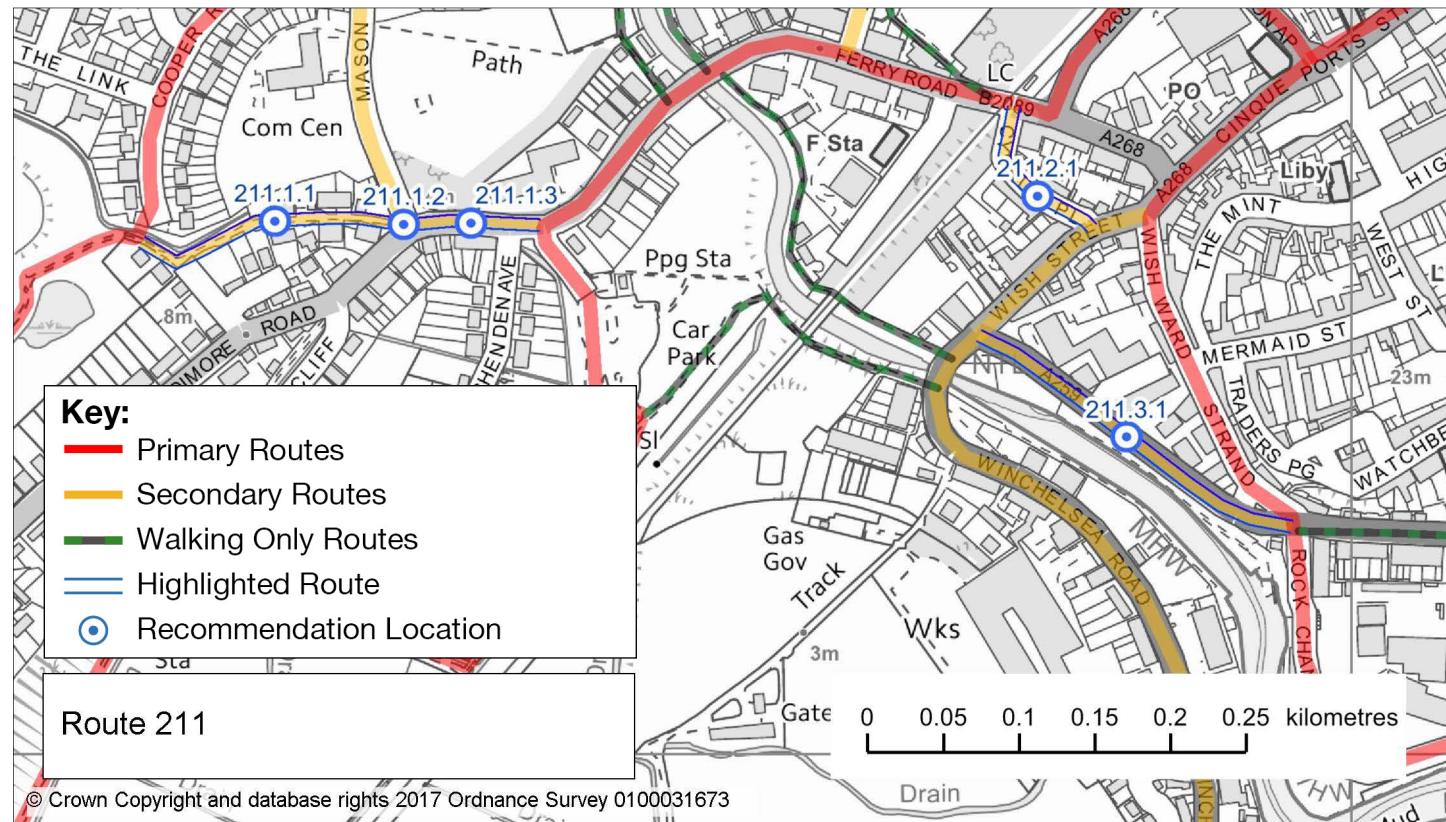 THE LINK
COOPER R
MASON
Path
Com Cen
FERRY ROAD
B2089
LC
A268
PO
A268
A268
CINQUE PORTS ST
F Sta
Liby
HIG
THE MINT
WEST ST
211.1.1
211.1.2
211.1.3
211.2.1
WISH STREET
WISH WARD
STRAND
MERMAID ST
TRADERS PG
23m
WATCHBE
Ppg Sta
8m
ROAD
DIMORE
CLIFF
HENDEN AVE
Car
Park
Sl
A259
211.3.1
WINCHELSEA ROAD
MHW
ROCK CHA
Gas
Gov
Track
Wks
3m
Gate
Key:
Primary Routes
Secondary Routes
Walking Only Routes
Highlighted Route
Recommendation Location
Sta
Route 211
0 0.05 0.1 0.15 0.2 0.25 kilometres
Drain
© Crown Copyright and database rights 2017 Ordnance Survey 0100031673